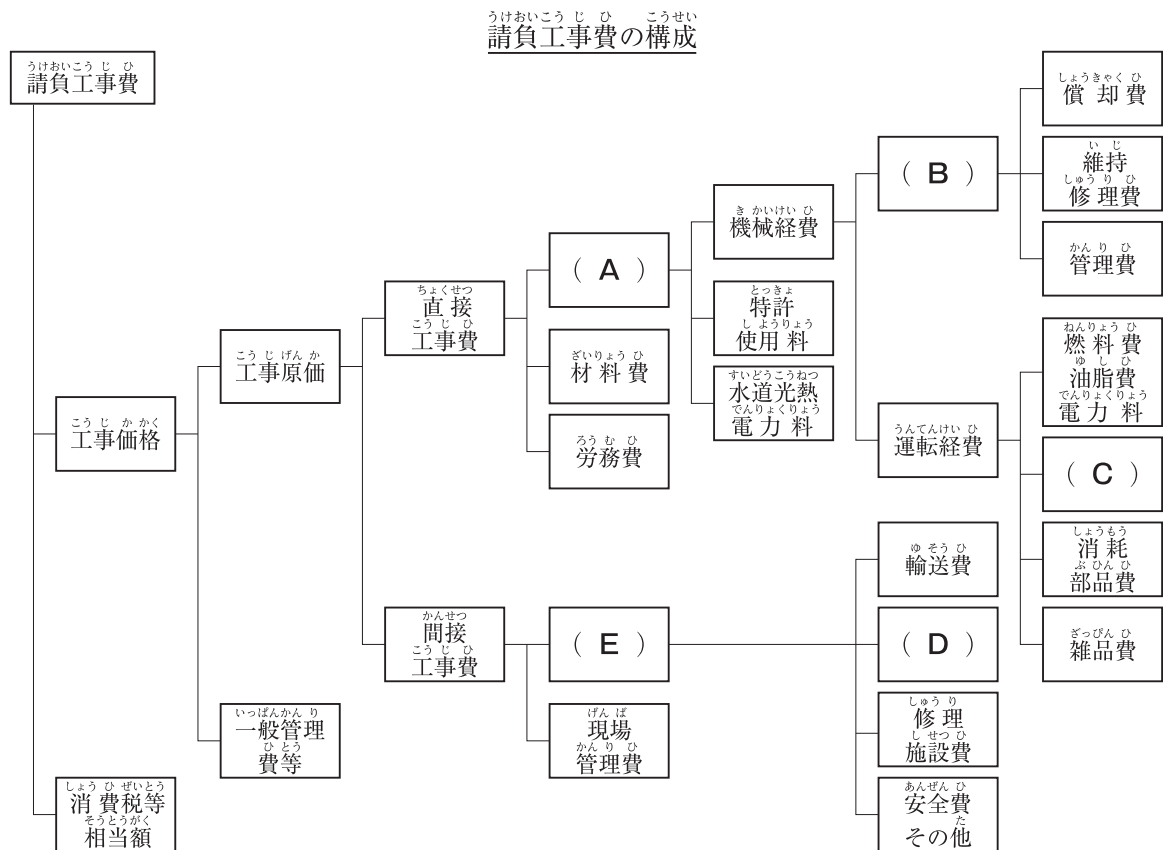 請負工事費の構成
請負工事費
工事価格
消費税等
相当額
工事原価
一般管理
費等
直接
工事費
間接
工事費
( A )
材料費
労務費
( E )
現場
管理費
機械経費
特許
使用料
水道光熱
電力料
( B )
運転経費
輸送費
( D )
修理
施設費
安全費
その他
償却費
維持
修理費
管理費
燃料費
油脂費
電力料
( C )
消耗
部品費
雑品費